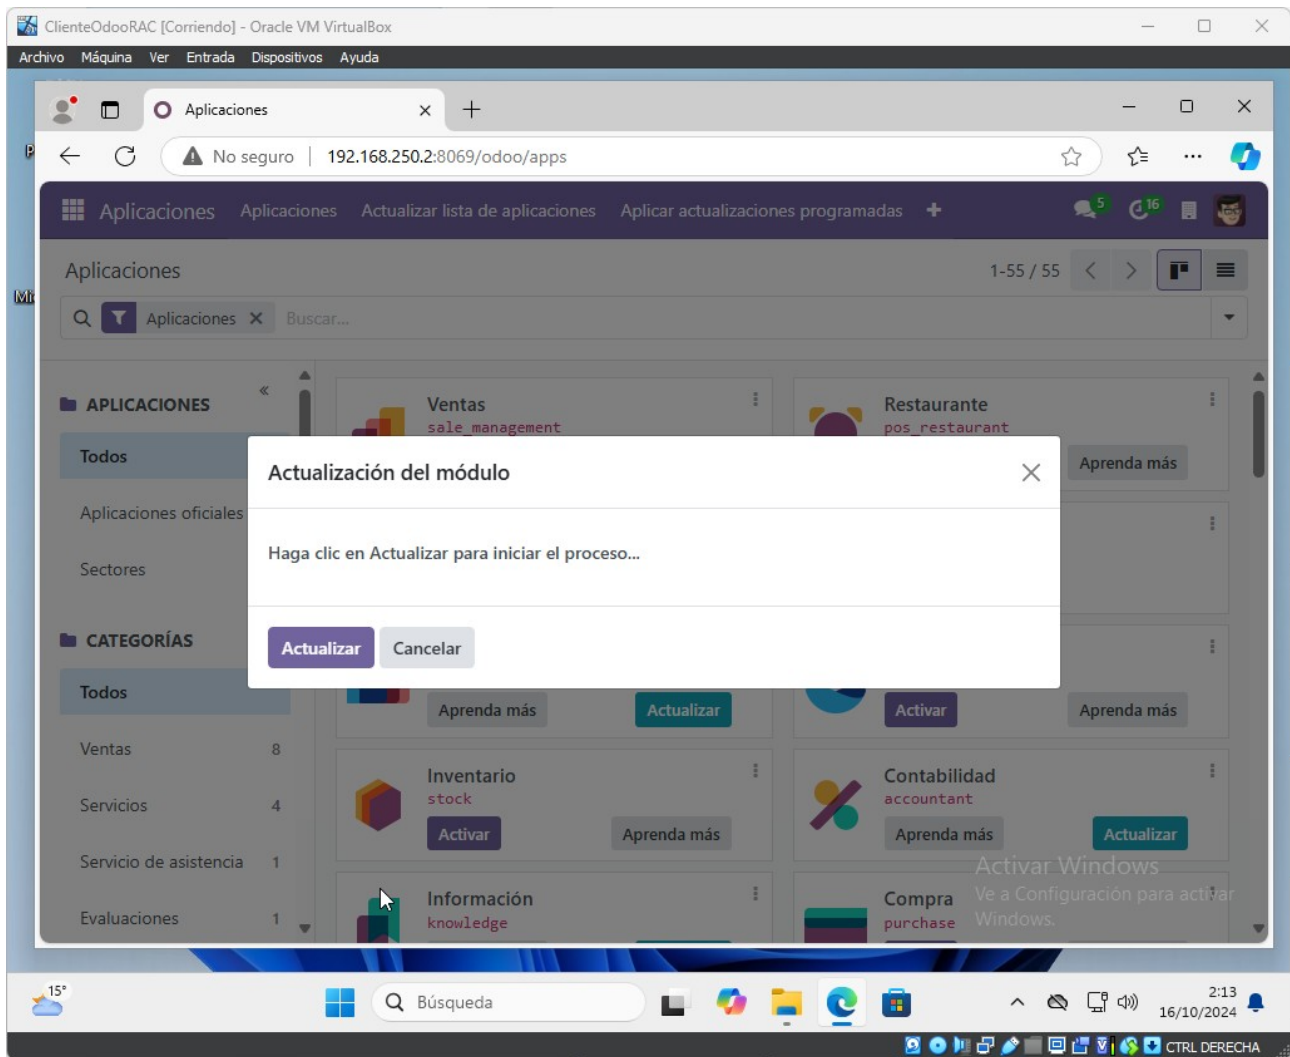 ClienteOdooRAC [Corriendo] - Oracle VM VirtualBox
Archivo Máquina Ver Entrada Dispositivos Ayuda
Aplicaciones
No seguro 192.168.250.2:8069/odoo/apps
Aplicaciones Aplicaciones Actualizar lista de aplicaciones Aplicar actualizaciones programadas 5 16
Aplicaciones 1-55 / 55
Aplicaciones Buscar...
APLICACIONES
Todos
Aplicaciones oficiales
Sectores
CATEGORÍAS
Todos
Ventas 8
Servicios 4
Servicio de asistencia 1
Evaluaciones 1
Ventas
sale_management
Restaurante
pos_restaurant
Aprenda más
Actualización del módulo
Haga clic en Actualizar para iniciar el proceso...
Actualizar Cancelar
Aprenda más Actualizar
Activar Aprenda más
Inventario
stock
Activar Aprenda más
Contabilidad
accountant
Aprenda más Actualizar
Información
knowledge
Compra
purchase
Activar Windows
Ve a Configuración para activar
Windows.
15°
Búsqueda
2:13
16/10/2024
CTRL DERECHA